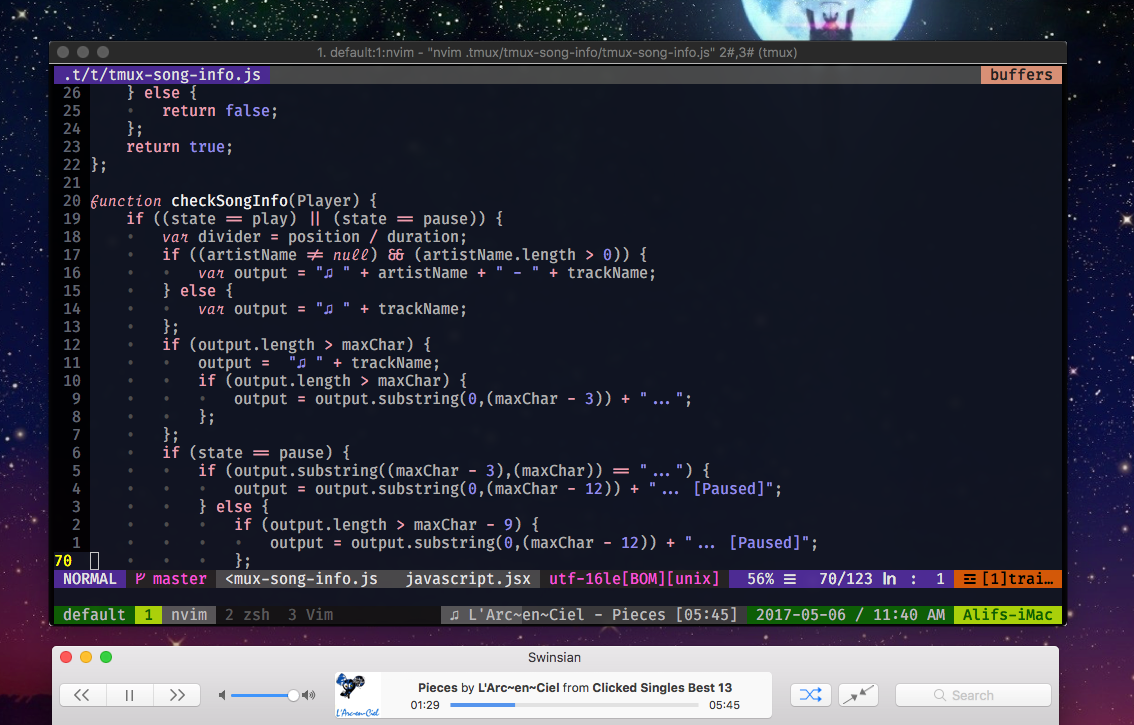 1. default:1:nvim - "nvim .tmux/tmux-song-info/tmux-song-info.js" 2#,3# (tmux)
.t/t/tmux-song-info.js buffers
26 } else {
25 return false;
24 };
23 return true;
22 };
21
20 function checkSongInfo(Player) {
19 if ((state == play) || (state == pause)) {
18 var divider = position / duration;
17 if ((artistName ≠ null) && (artistName.length > 0)) {
16 var output = "♫ " + artistName + " - " + trackName;
15 } else {
14 var output = "♫ " + trackName;
13 };
12 if (output.length > maxChar) {
11 output =  "♫ " + trackName;
10 if (output.length > maxChar) {
9 output = output.substring(0,(maxChar - 3)) + "...";
8 };
7 };
6 if (state == pause) {
5 if (output.substring((maxChar - 3),(maxChar)) == "...") {
4 output = output.substring(0,(maxChar - 12)) + "... [Paused]";
3 } else {
2 if (output.length > maxChar - 9) {
1 output = output.substring(0,(maxChar - 12)) + "... [Paused]";
70 };
NORMAL master <mux-song-info.js javascript.jsx utf-16le[BOM][unix] 56% ☰ 70/123 ln : 1 ☲ [1]trai…
default 1 nvim 2 zsh 3 Vim ♫ L'Arc~en~Ciel - Pieces [05:45] 2017-05-06 / 11:40 AM Alifs-iMac
Swinsian
Pieces by L'Arc~en~Ciel from Clicked Singles Best 13
01:29 05:45
L'Arc~en~Ciel
Search